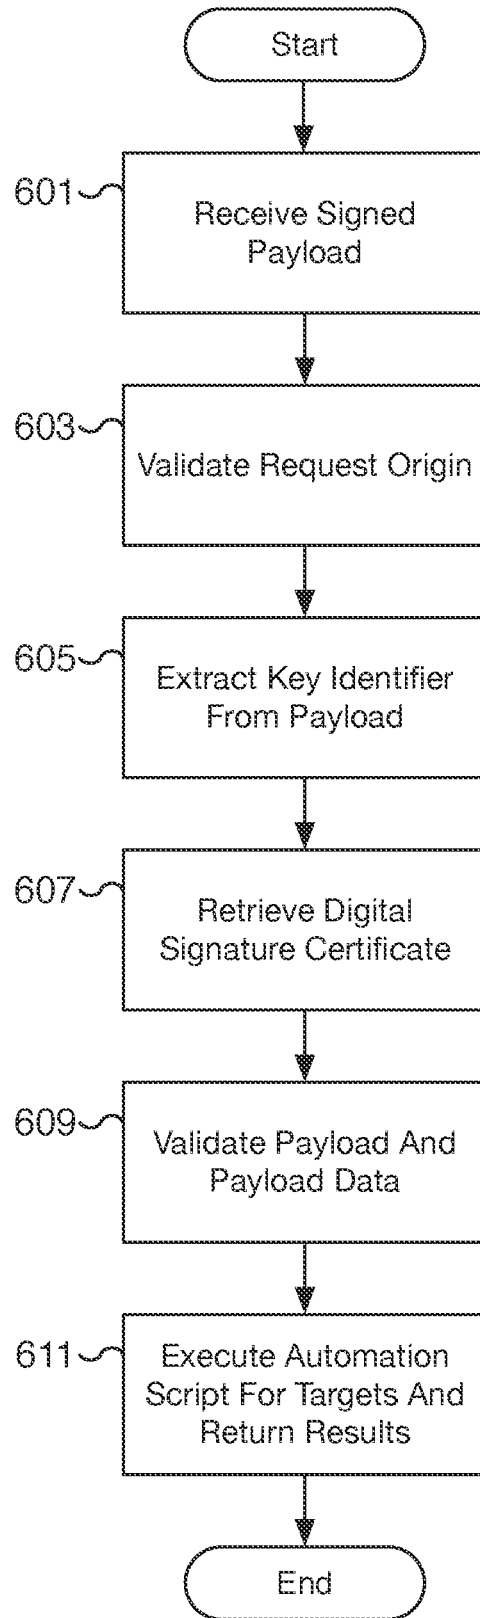 Start
601
Receive Signed
Payload
603
Validate Request Origin
605
Extract Key Identifier
From Payload
607
Retrieve Digital
Signature Certificate
609
Validate Payload And
Payload Data
611
Execute Automation
Script For Targets And
Return Results
End